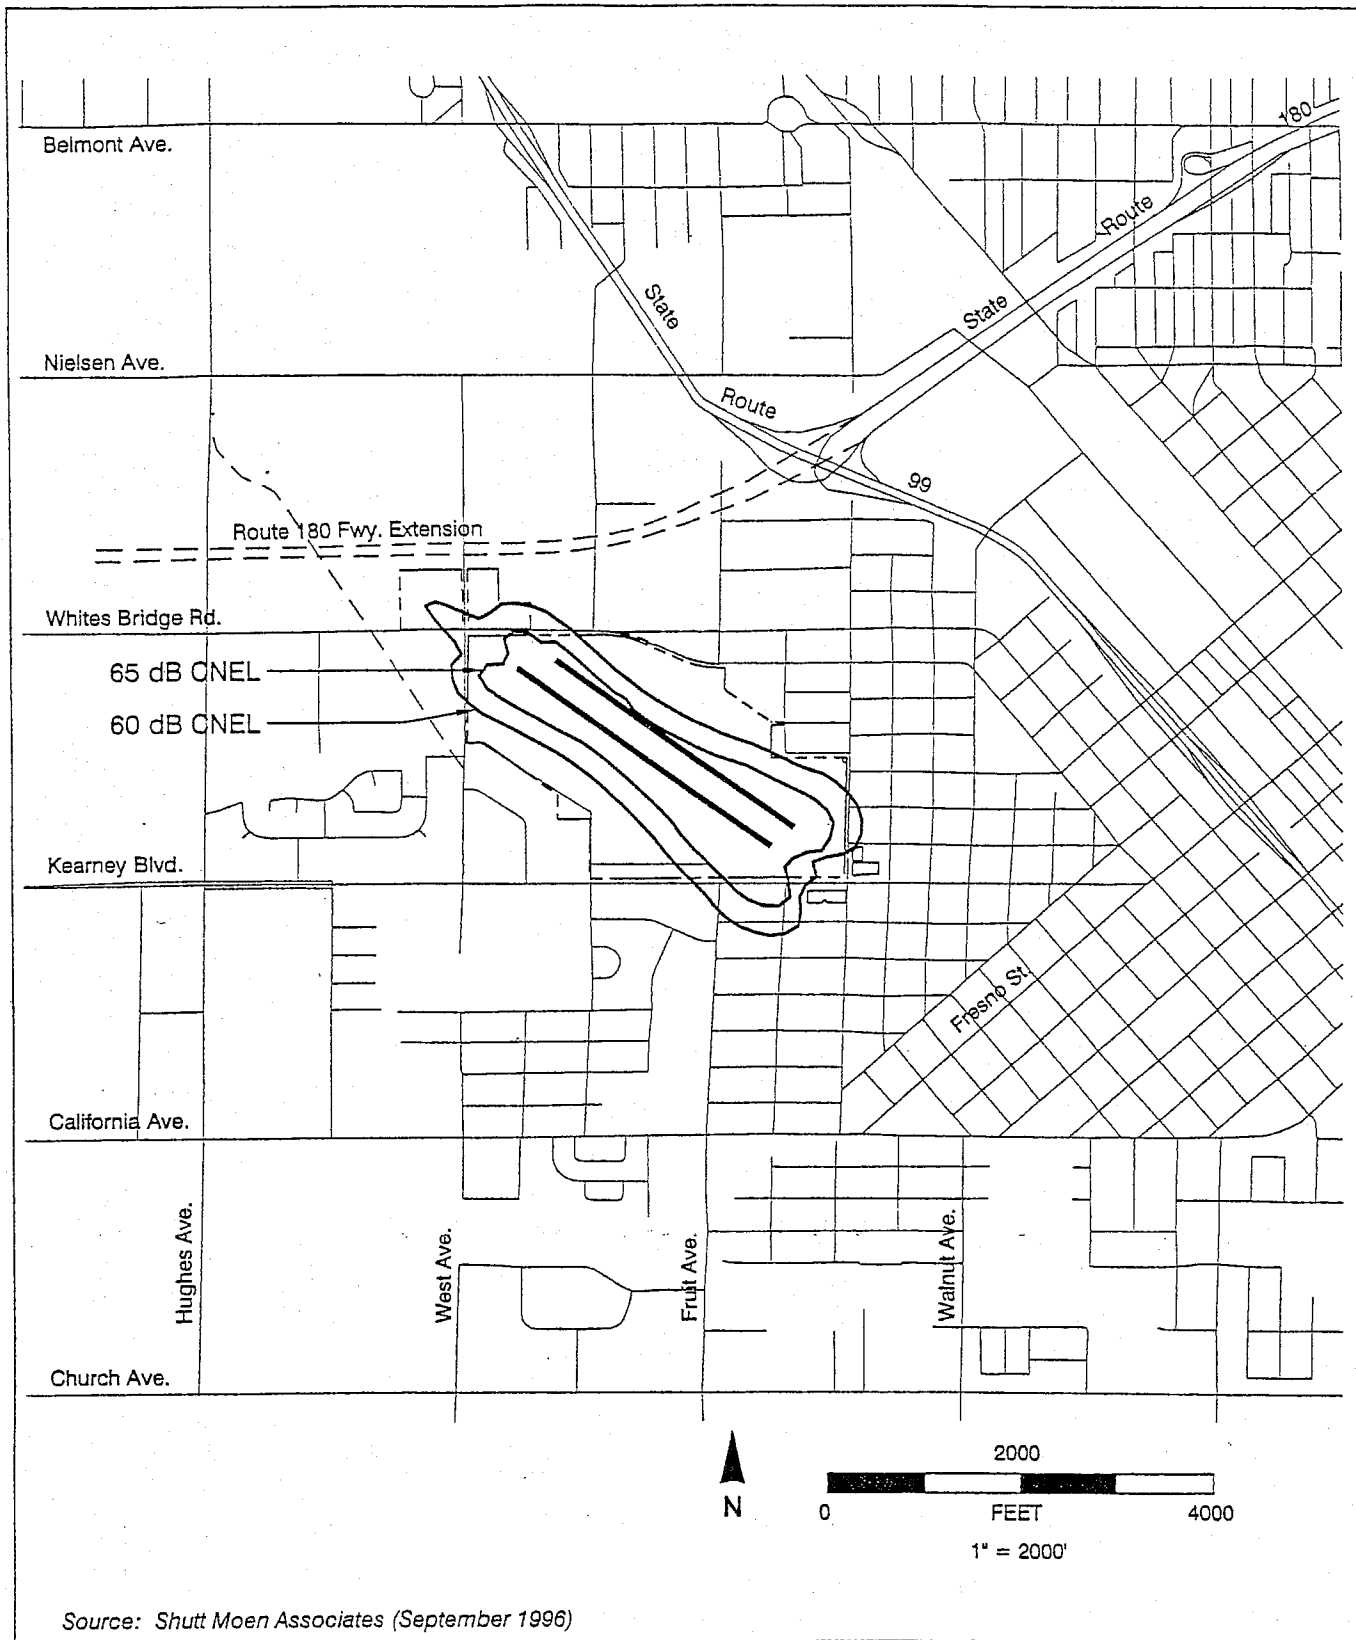 180
Belmont Ave.
Route
State
State
Nielsen Ave.
Route
99
Route 180 Fwy. Extension
Whites Bridge Rd.
65 dB CNEL
60 dB CNEL
Kearney Blvd.
Fresno St.
California Ave.
Hughes Ave.
West Ave.
Fruit Ave.
Walnut Ave.
Church Ave.
N
2000
0
FEET
4000
1" = 2000'
Source: Shutt Moen Associates (September 1996)